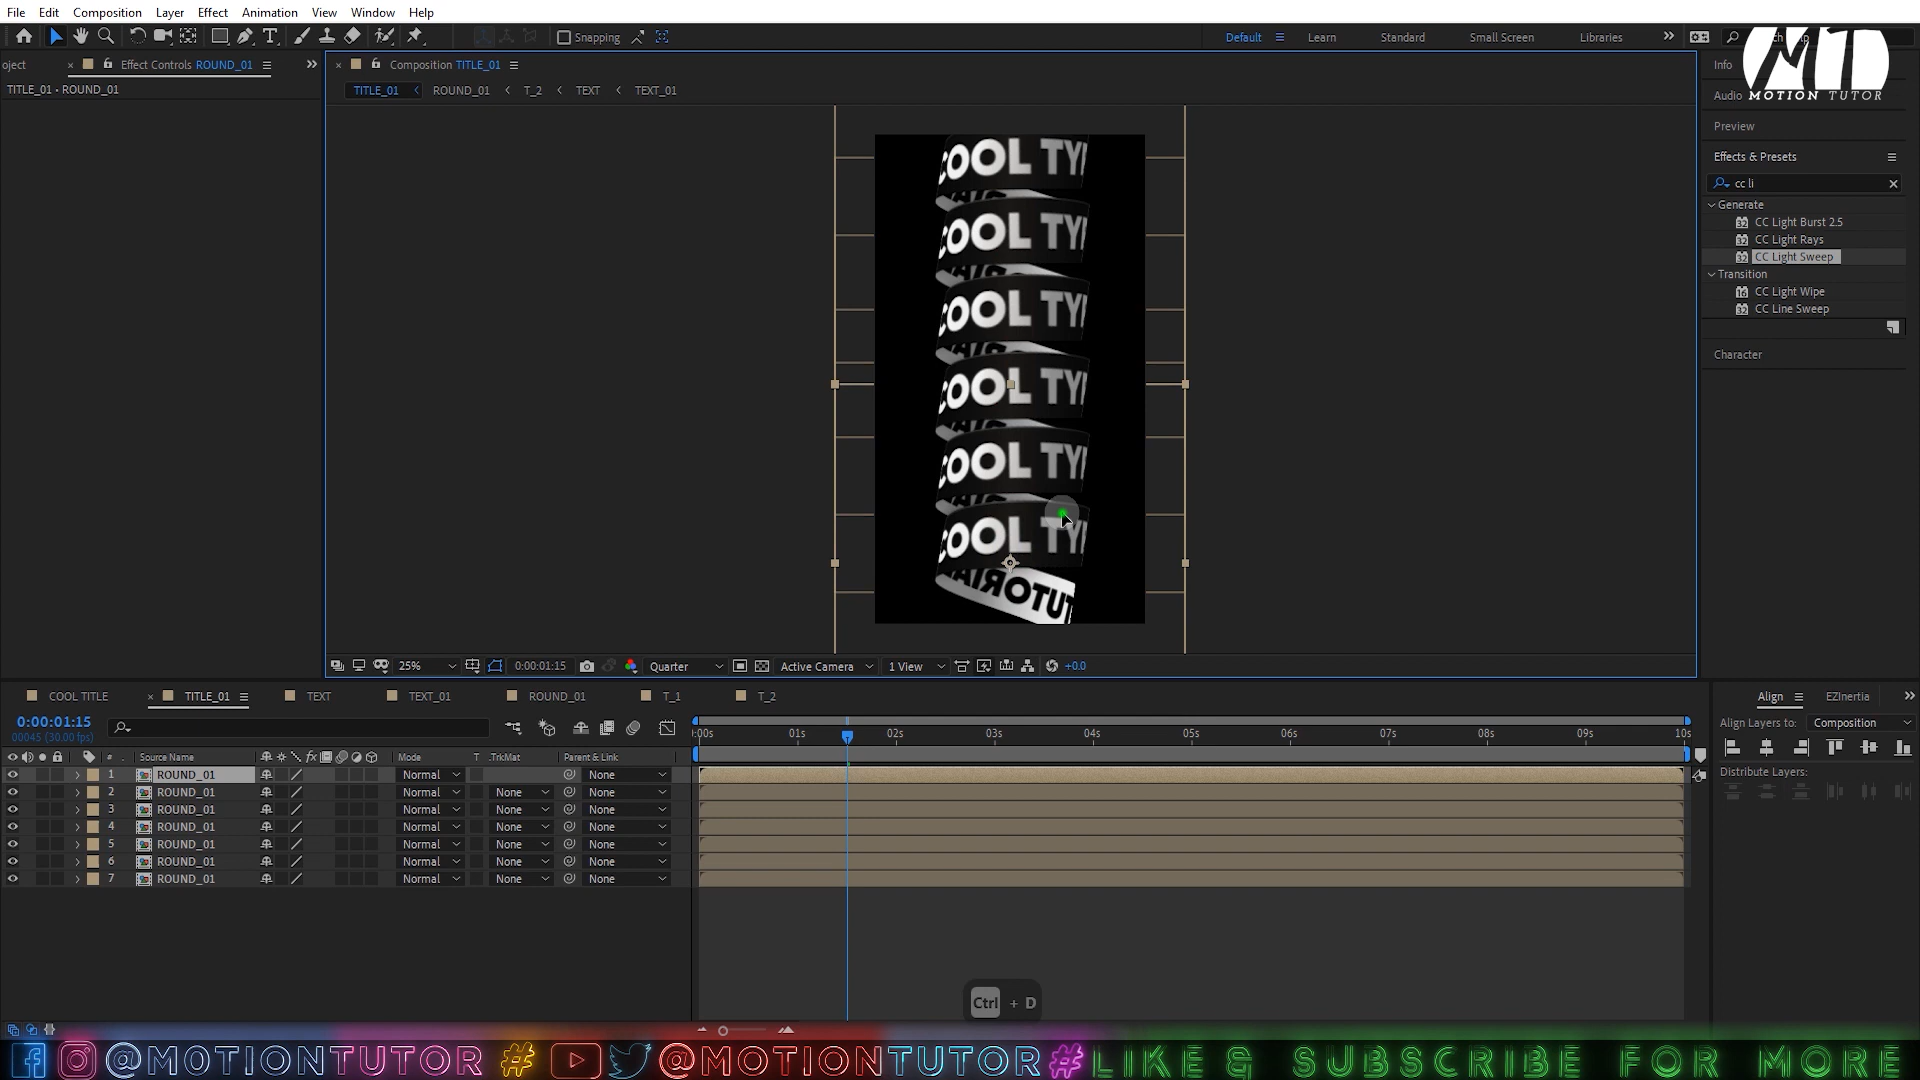 File Edit Composition Layer Effect Animation View Window Help
Snapping
Default Learn Standard Small Screen Libraries
MT
MOTION TUTOR
oject
Effect Controls ROUND_01
TITLE_01 • ROUND_01
Composition TITLE_01
TITLE_01 ROUND_01 T_2 TEXT TEXT_01
Info
Audio
Preview
Effects & Presets
cc li
Generate
CC Light Burst 2.5
CC Light Rays
CC Light Sweep
Transition
CC Light Wipe
CC Line Sweep
Character
COOL TY
COOL TY
COOL TY
COOL TY
COOL TY
COOL TY
25% 0:00:01:15 Quarter Active Camera 1 View +0.0
COOL TITLE TITLE_01 TEXT TEXT_01 ROUND_01 T_1 T_2
0:00:01:15
00045 (30.00 fps)
:00s 01s 02s 03s 04s 05s 06s 07s 08s 09s 10s
# Source Name Mode T .TrkMat Parent & Link
1 ROUND_01 Normal None
2 ROUND_01 Normal None None
3 ROUND_01 Normal None None
4 ROUND_01 Normal None None
5 ROUND_01 Normal None None
6 ROUND_01 Normal None None
7 ROUND_01 Normal None None
Align EZInertia
Align Layers to: Composition
Distribute Layers:
Ctrl + D
@MOTIONTUTOR # @MOTIONTUTOR # LIKE & SUBSCRIBE FOR MORE